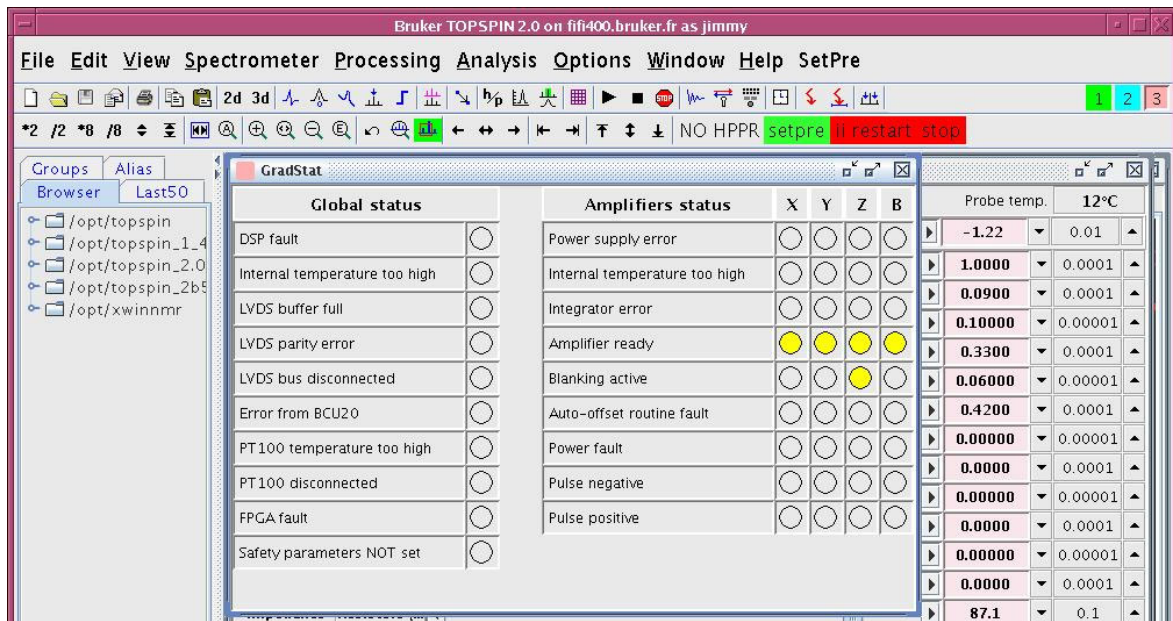 Bruker TOPSPIN 2.0 on fifi400.bruker.fr as jimmy
File Edit View Spectrometer Processing Analysis Options Window Help SetPre
2d 3d h/p 1 2 3
*2 /2 *8 /8 NO HPPR setpre li restart stop
Groups Alias
Browser Last50
/opt/topspin
/opt/topspin_1_4
/opt/topspin_2.0
/opt/topspin_2b5
/opt/xwinnmr
GradStat
Global status
DSP fault
Internal temperature too high
LVDS buffer full
LVDS parity error
LVDS bus disconnected
Error from BCU20
PT100 temperature too high
PT100 disconnected
FPGA fault
Safety parameters NOT set
Amplifiers status X Y Z B
Power supply error
Internal temperature too high
Integrator error
Amplifier ready
Blanking active
Auto-offset routine fault
Power fault
Pulse negative
Pulse positive
Probe temp. 12°C
-1.22 0.01
1.0000 0.0001
0.0900 0.0001
0.10000 0.00001
0.3300 0.0001
0.06000 0.00001
0.4200 0.0001
0.00000 0.00001
0.0000 0.0001
0.00000 0.00001
0.0000 0.0001
0.00000 0.00001
0.0000 0.0001
87.1 0.1